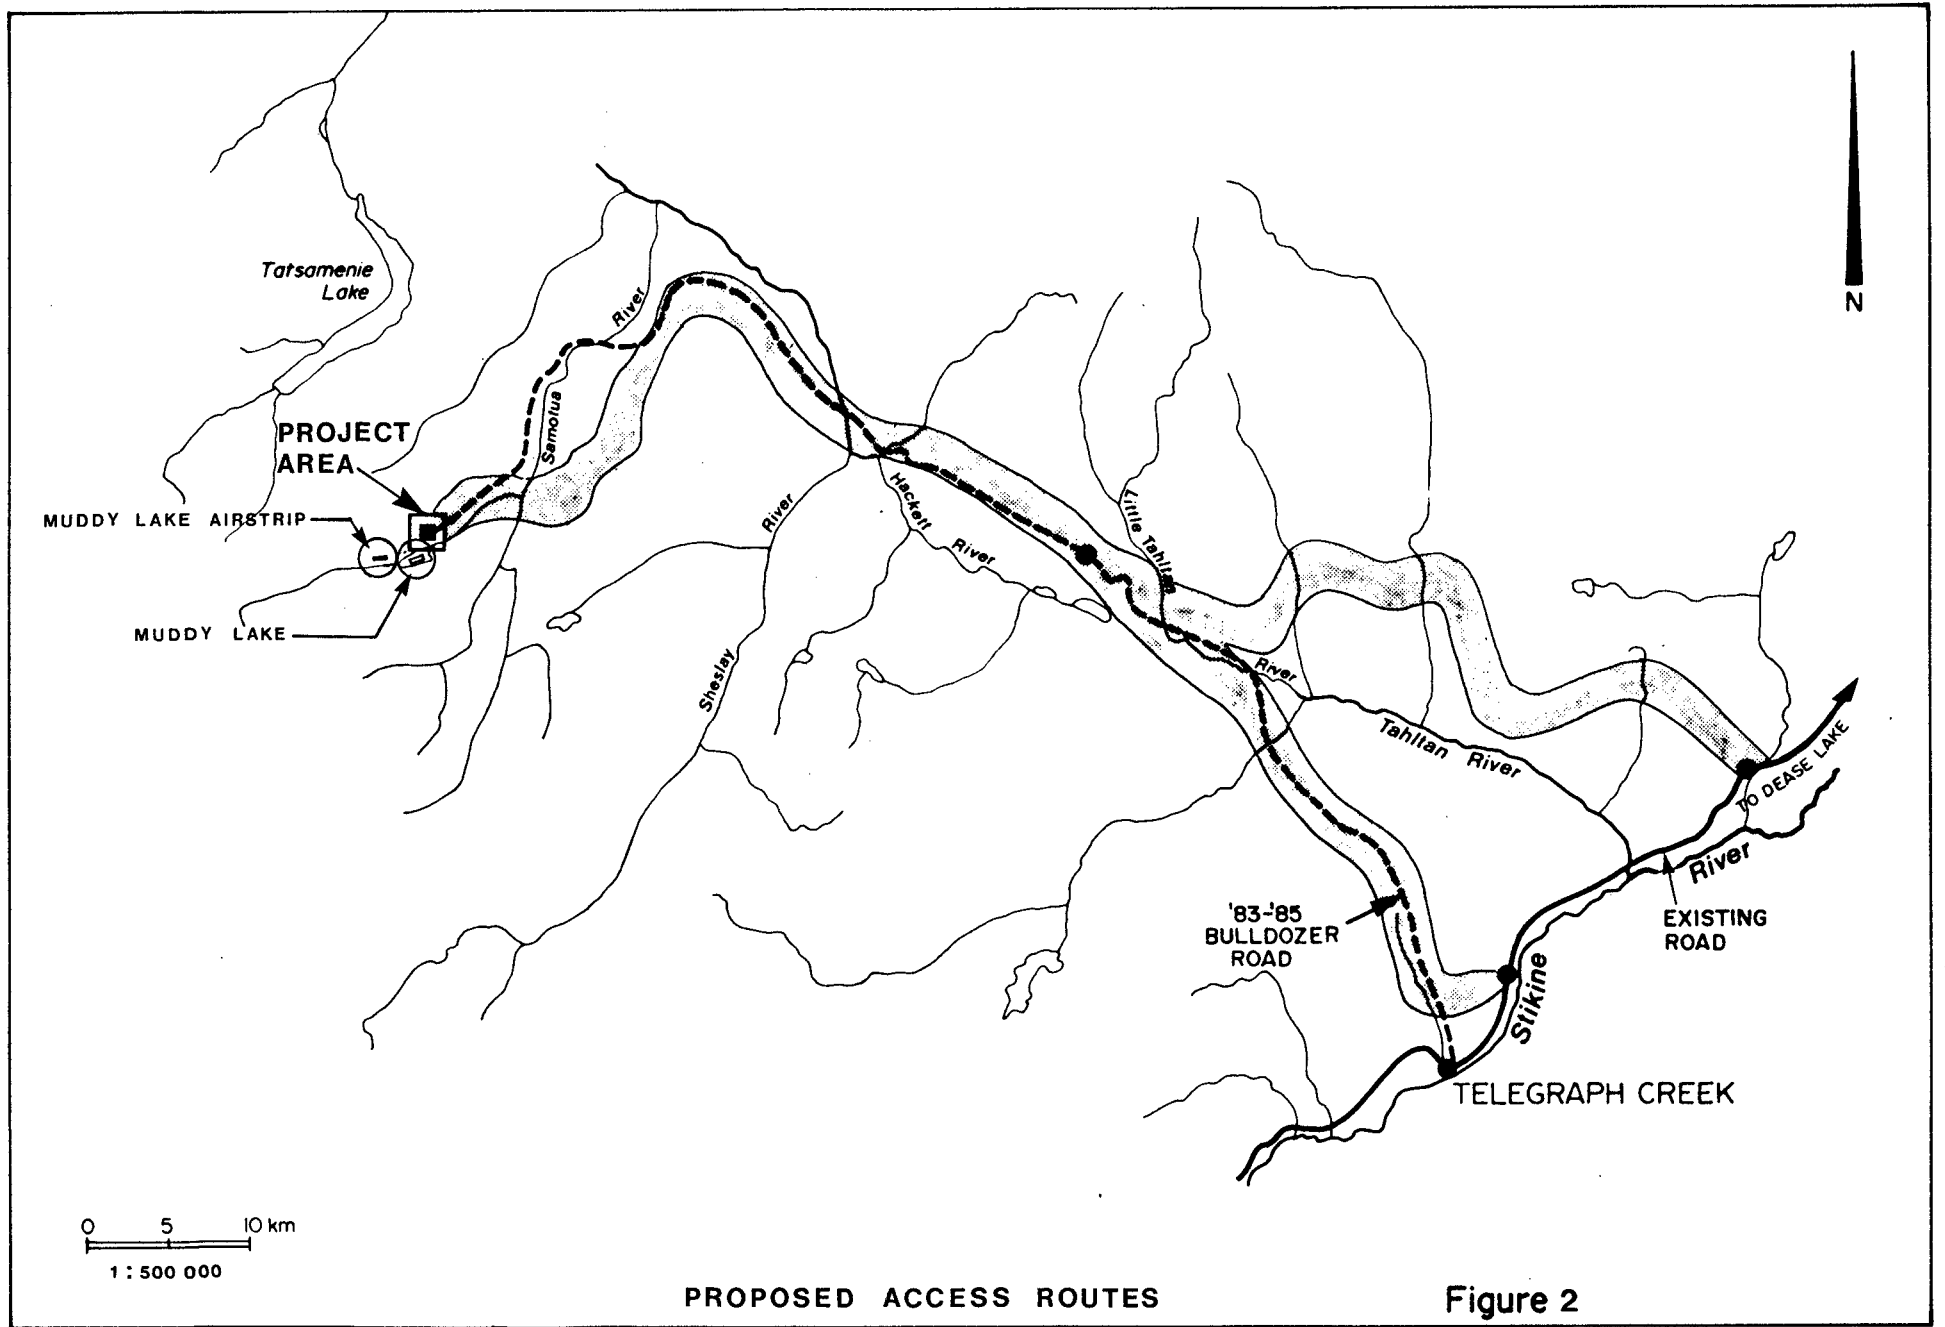 N
Tatsamenie
Lake
River
Samotua
PROJECT
AREA
MUDDY LAKE AIRSTRIP
MUDDY LAKE
River
Hackett
River
Sheslay
Little Tahltan
River
Tahltan River
TO DEASE LAKE
River
EXISTING
ROAD
'83-'85
BULLDOZER
ROAD
Stikine
TELEGRAPH CREEK
0 5 10 km
1 : 500 000
PROPOSED ACCESS ROUTES
Figure 2